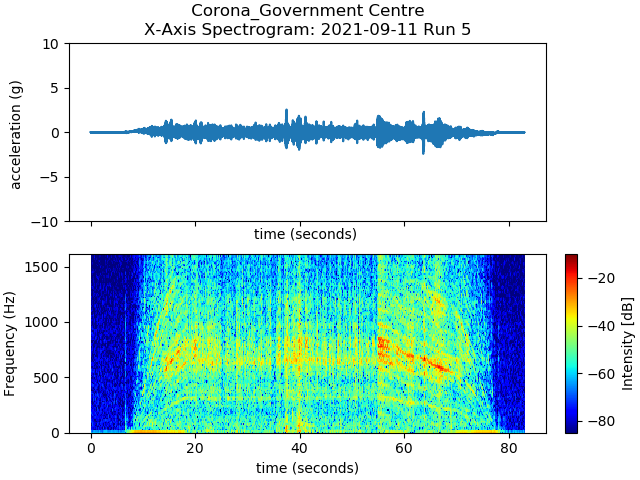 Corona_Government Centre
X-Axis Spectrogram: 2021-09-11 Run 5
10
5
0
−5
−10
acceleration (g)
time (seconds)
1500
1000
500
0
Frequency (Hz)
0 20 40 60 80
time (seconds)
−20
−40
−60
−80
Intensity [dB]